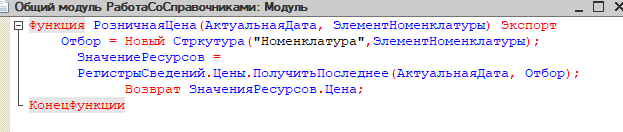 Общий модуль РаботаСоСправочниками: Модуль
Функция РозничнаяЦена(АктуальнаяДата, ЭлементНоменклатуры) Экспорт
Отбор = Новый Стркутура("Номенклатура",ЭлементНоменклатуры);
ЗначениеРесурсов =
РегистрыСведений.Цены.ПолучитьПоследнее(АктуальнаяДата, Отбор);
Возврат ЗначенияРесурсов.Цена;
КонецФункции